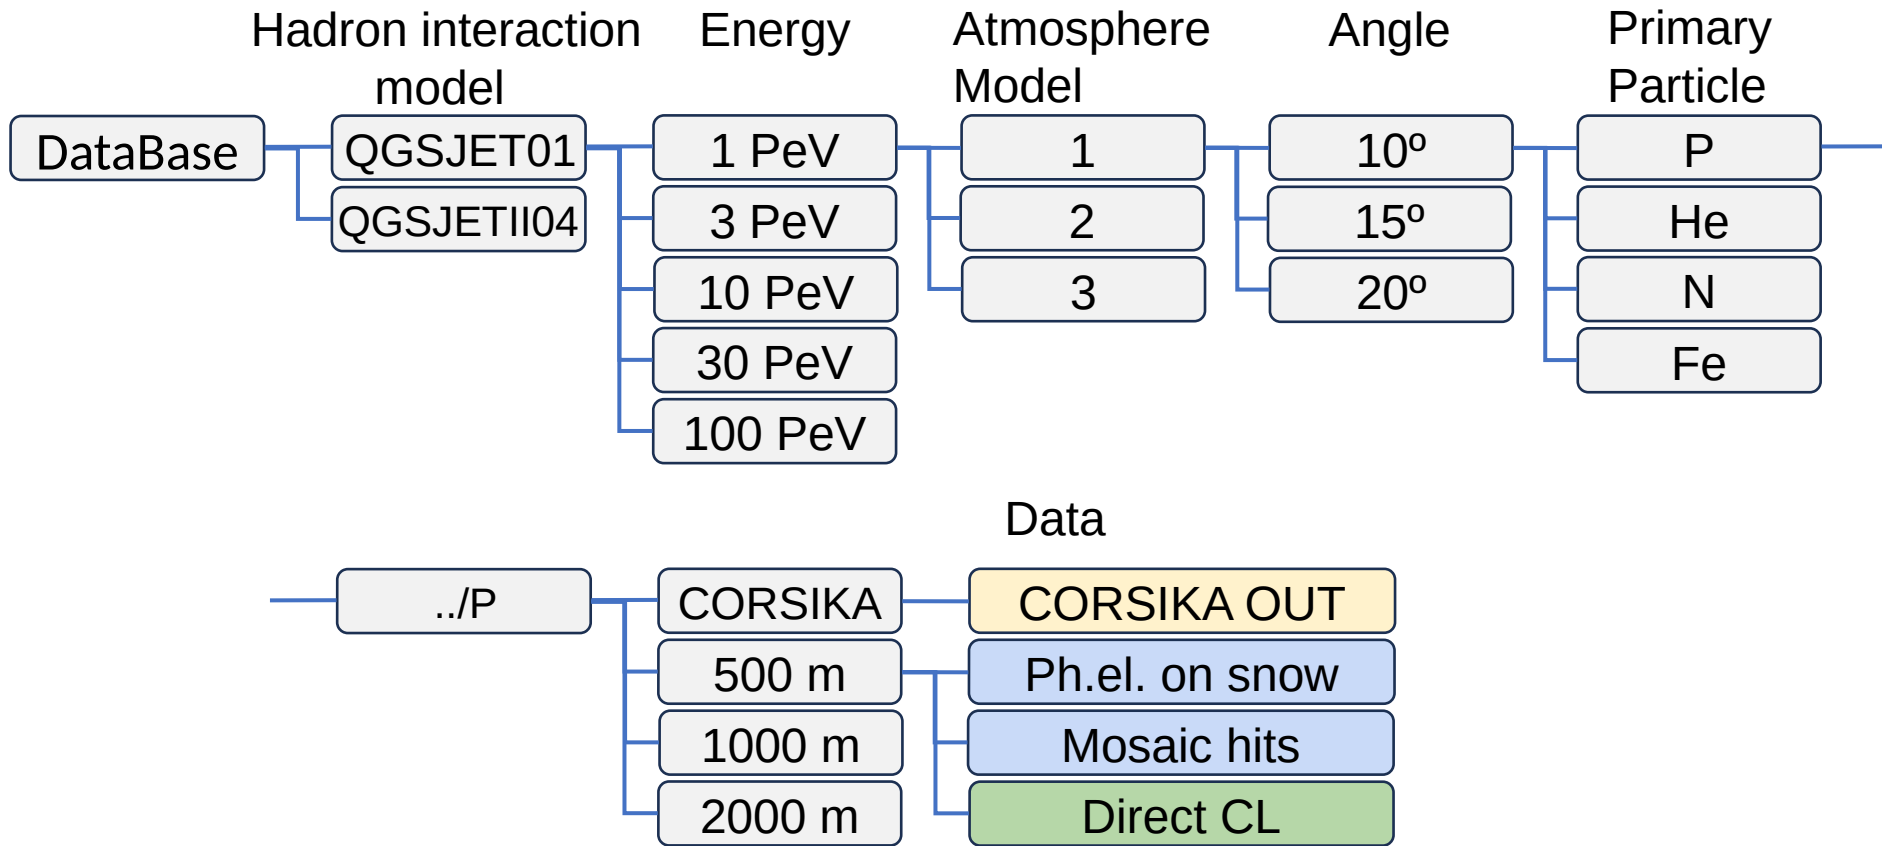 Hadron interaction model
Energy
Atmosphere Model
Angle
Primary Particle
DataBase
QGSJET01
1 PeV
1
10º
P
QGSJETII04
3 PeV
2
15º
He
10 PeV
3
20º
N
30 PeV
Fe
100 PeV
Data
../P
CORSIKA
CORSIKA OUT
500 m
Ph.el. on snow
1000 m
Mosaic hits
2000 m
Direct CL